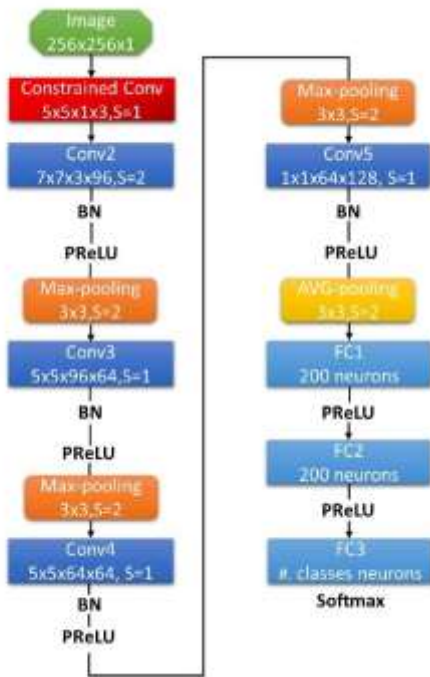 Image
256x256x1
Constrained Conv
5x5x1x3,S=1
Conv2
7x7x3x96,S=2
BN
PReLU
Max-pooling
3x3,S=2
Conv3
5x5x96x64,S=1
BN
PReLU
Max-pooling
3x3,S=2
Conv4
5x5x64x64, S=1
BN
PReLU
Max-pooling
3x3,S=2
Conv5
1x1x64x128, S=1
BN
PReLU
AVG-pooling
3x3,S=2
FC1
200 neurons
PReLU
FC2
200 neurons
PReLU
FC3
#. classes neurons
Softmax